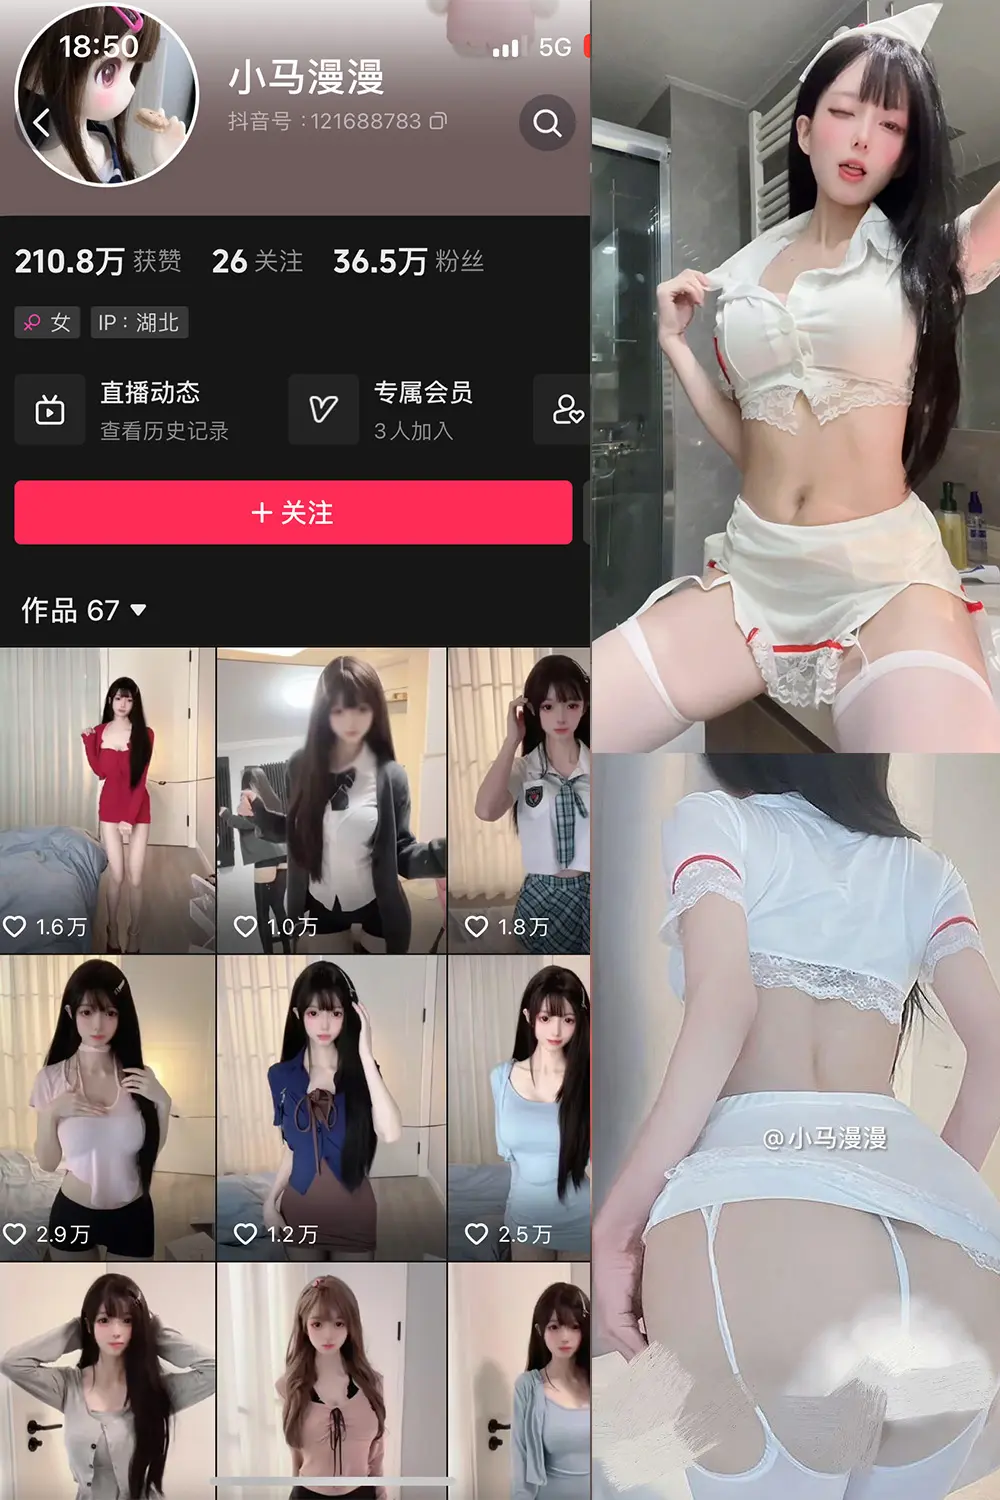 18:50
5G
小马漫漫
抖音号：121688783
210.8万 获赞 26 关注 36.5万 粉丝
女 IP：湖北
直播动态
查看历史记录
专属会员
3人加入
关注
作品 67
1.6万
1.0万
1.8万
2.9万
1.2万
2.5万
@小马漫漫